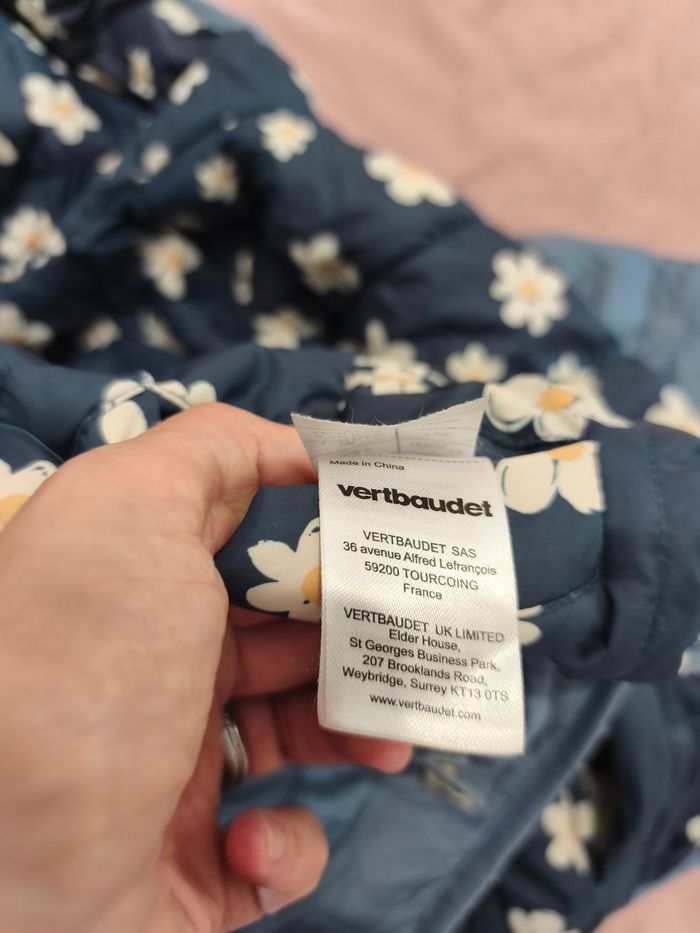 Made in China
vertbaudet
VERTBAUDET SAS
36 avenue Alfred Lefrançois
59200 TOURCOING
France
VERTBAUDET UK LIMITED
Elder House,
St Georges Business Park,
207 Brooklands Road,
Weybridge, Surrey KT13 0TS
www.vertbaudet.com